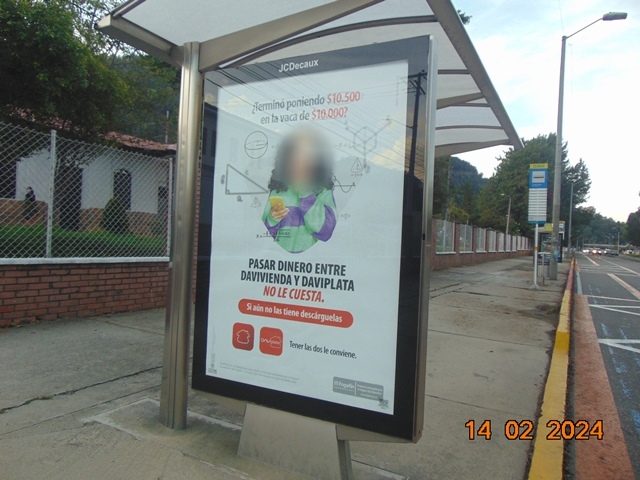 JCDecaux
¿Terminó poniendo $10.500
en la vaca de $10.000?
PASAR DINERO ENTRE
DAVIVIENDA Y DAVIPLATA
NO LE CUESTA.
Si aún no las tiene descárguelas
Tener las dos le conviene.
14 02 2024